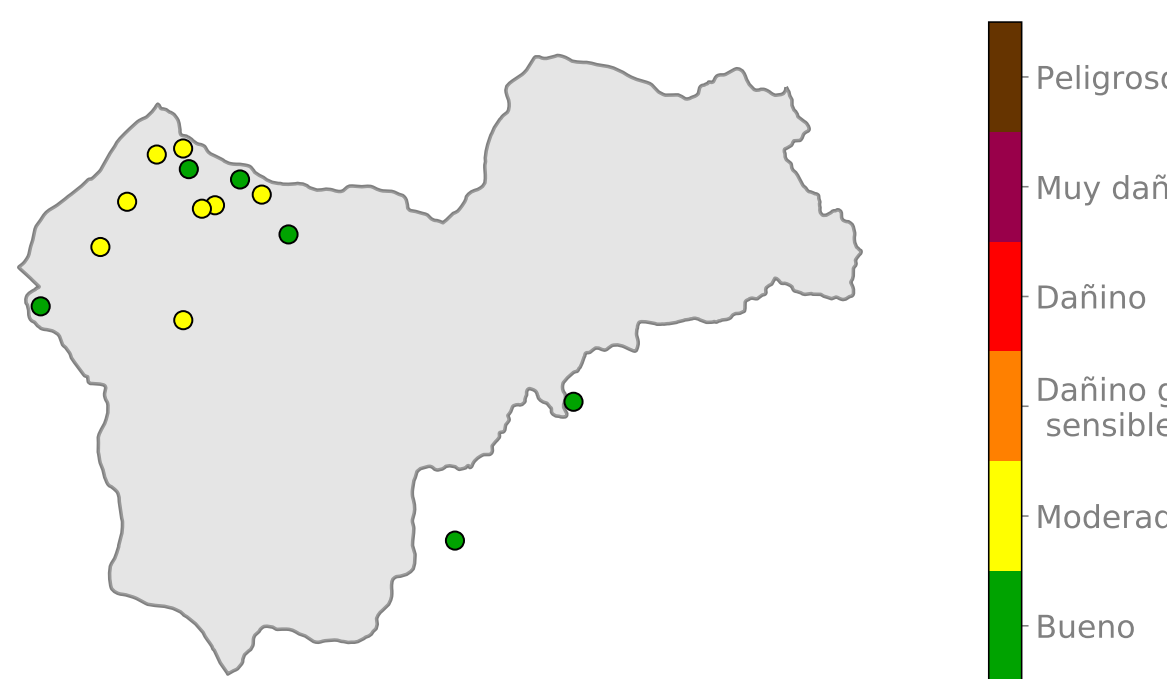 Peligroso
Muy dañ
Dañino
Dañino g
sensible
Moderad
Bueno